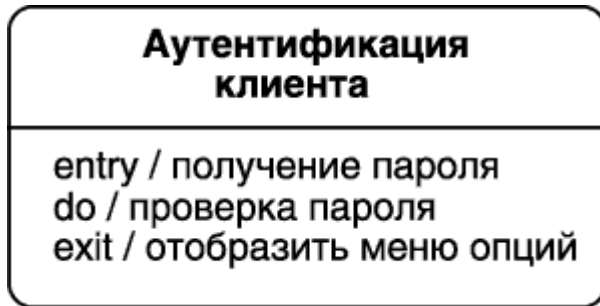 Аутентификация
клиента
entry / получение пароля
do / проверка пароля
exit / отобразить меню опций